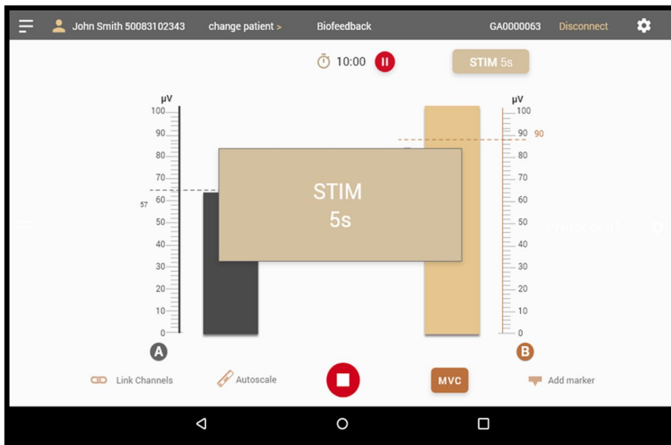 John Smith 50083102343 change patient > Biofeedback GA0000063 Disconnect
10:00 STIM 5s
µV
100
90
80
70
60
57
50
40
30
20
10
0
A
STIM
5s
µV
100
90 90
80
70
60
50
40
30
20
10
0
B
Link Channels Autoscale MVC Add marker